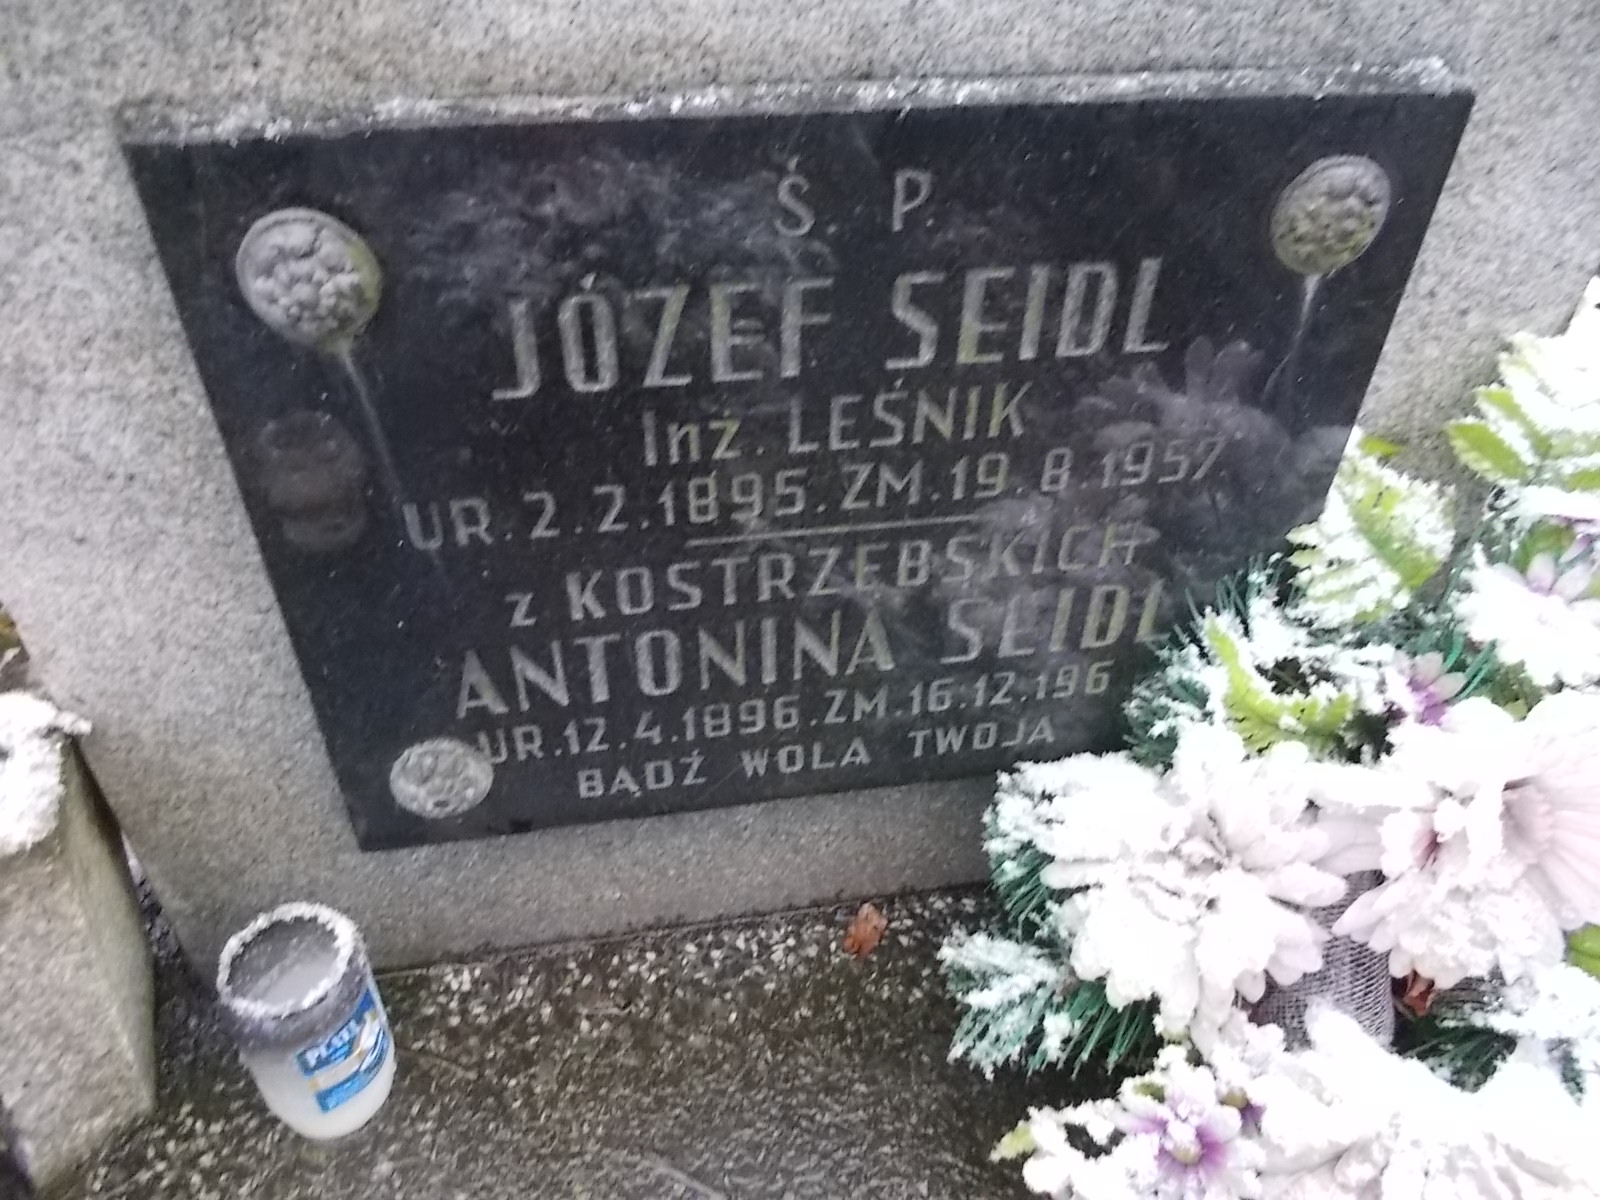 Ś. P.
JÓZEF SEIDL
Inż. LEŚNIK
UR. 2. 2. 1895. ZM. 19. 8. 1957
z KOSTRZEBSKICH
ANTONINA SEIDL
UR. 12. 4. 1896. ZM. 16. 12. 196
BĄDŹ WOLA TWOJA